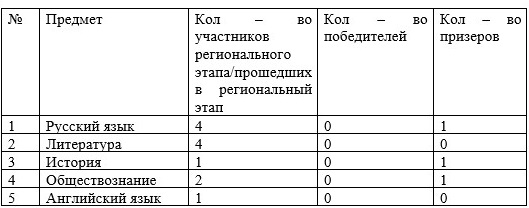 № Предмет Кол – во участников регионального этапа/прошедших в региональный этап Кол – во победителей Кол – во призеров
1 Русский язык 4 0 1
2 Литература 4 0 0
3 История 1 0 1
4 Обществознание 2 0 1
5 Английский язык 1 0 0